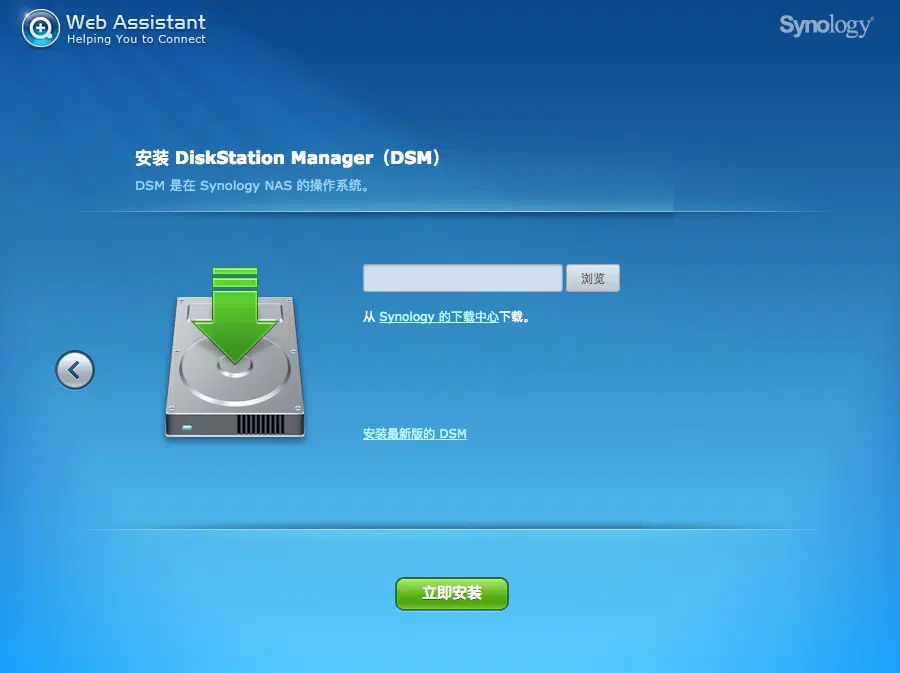 Web Assistant
Helping You to Connect
Synology
安装 DiskStation Manager（DSM）
DSM 是在 Synology NAS 的操作系统。
浏览
从 Synology 的下载中心下载。
安装最新版的 DSM
立即安装